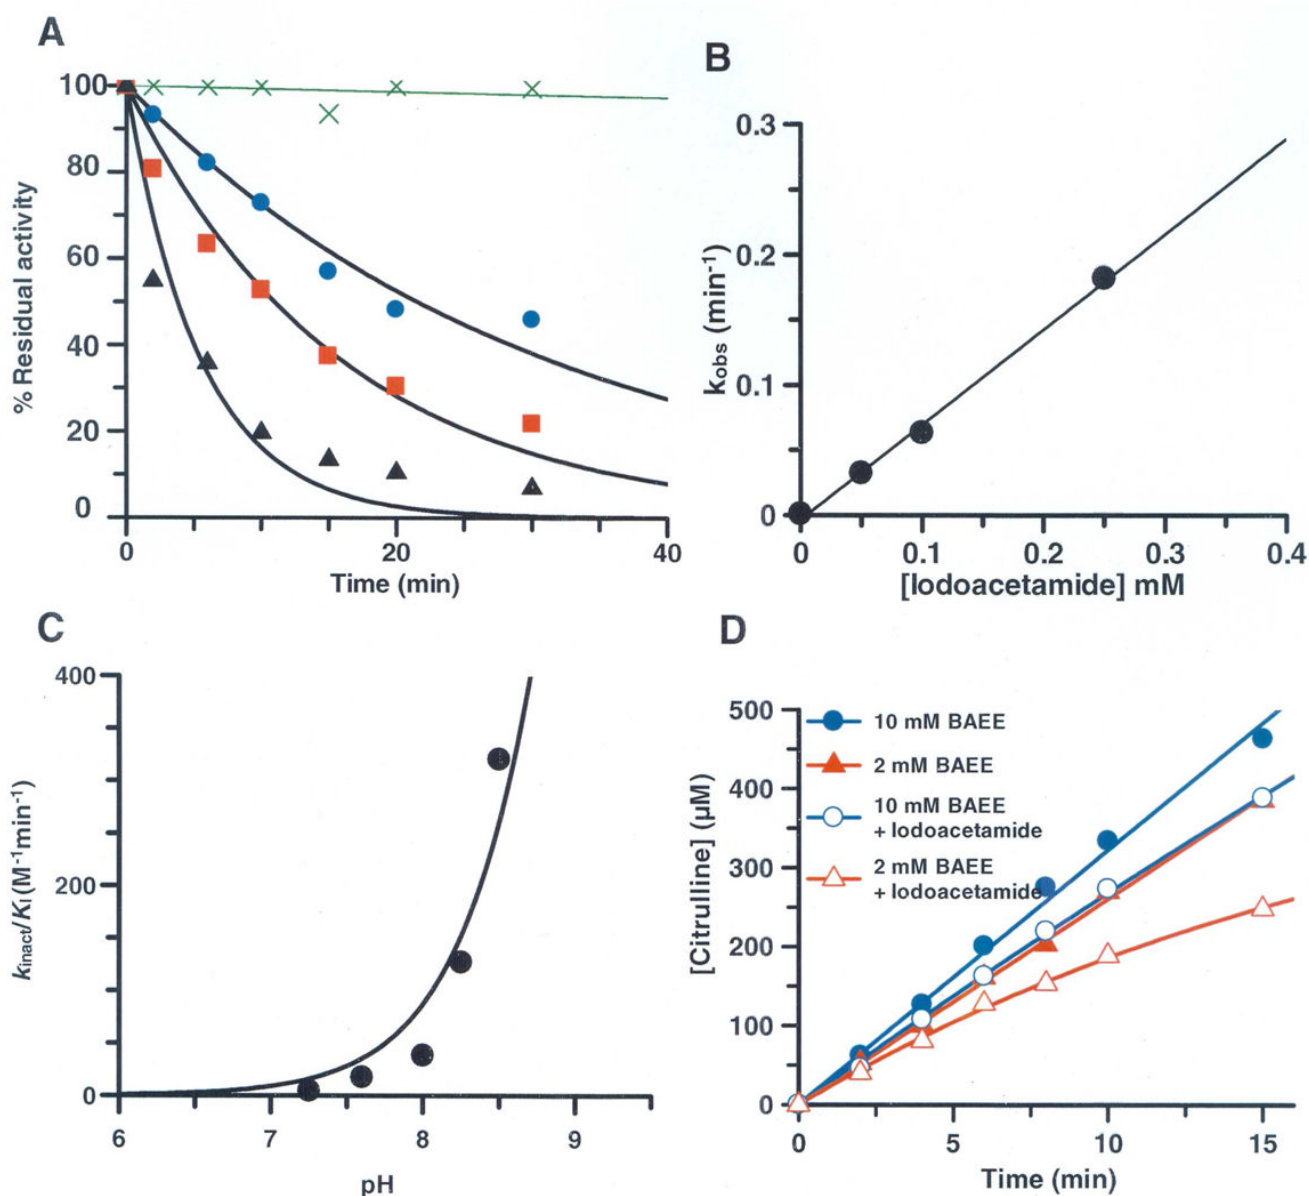 A
100
80
60
40
20
0
% Residual activity
0
20
40
Time (min)
B
0.3
0.2
0.1
0
kobs (min⁻¹)
0
0.1
0.2
0.3
0.4
[Iodoacetamide] mM
C
400
200
0
kinact/KI (M⁻¹min⁻¹)
6
7
8
9
pH
D
500
400
300
200
100
0
[Citrulline] (µM)
10 mM BAEE
2 mM BAEE
10 mM BAEE
+ Iodoacetamide
2 mM BAEE
+ Iodoacetamide
0
5
10
15
Time (min)